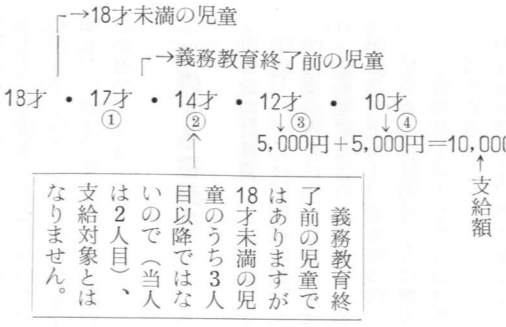 →18才未満の児童
→義務教育終了前の児童
18才・17才・14才・12才・10才
①②③④
5,000円+5,000円=10,000
支給額
義務教育終
了前の児童で
はありますが
18才未満の児
童のうち3人
目以降ではな
いので（当人
は2人目）、
支給対象とは
なりません。